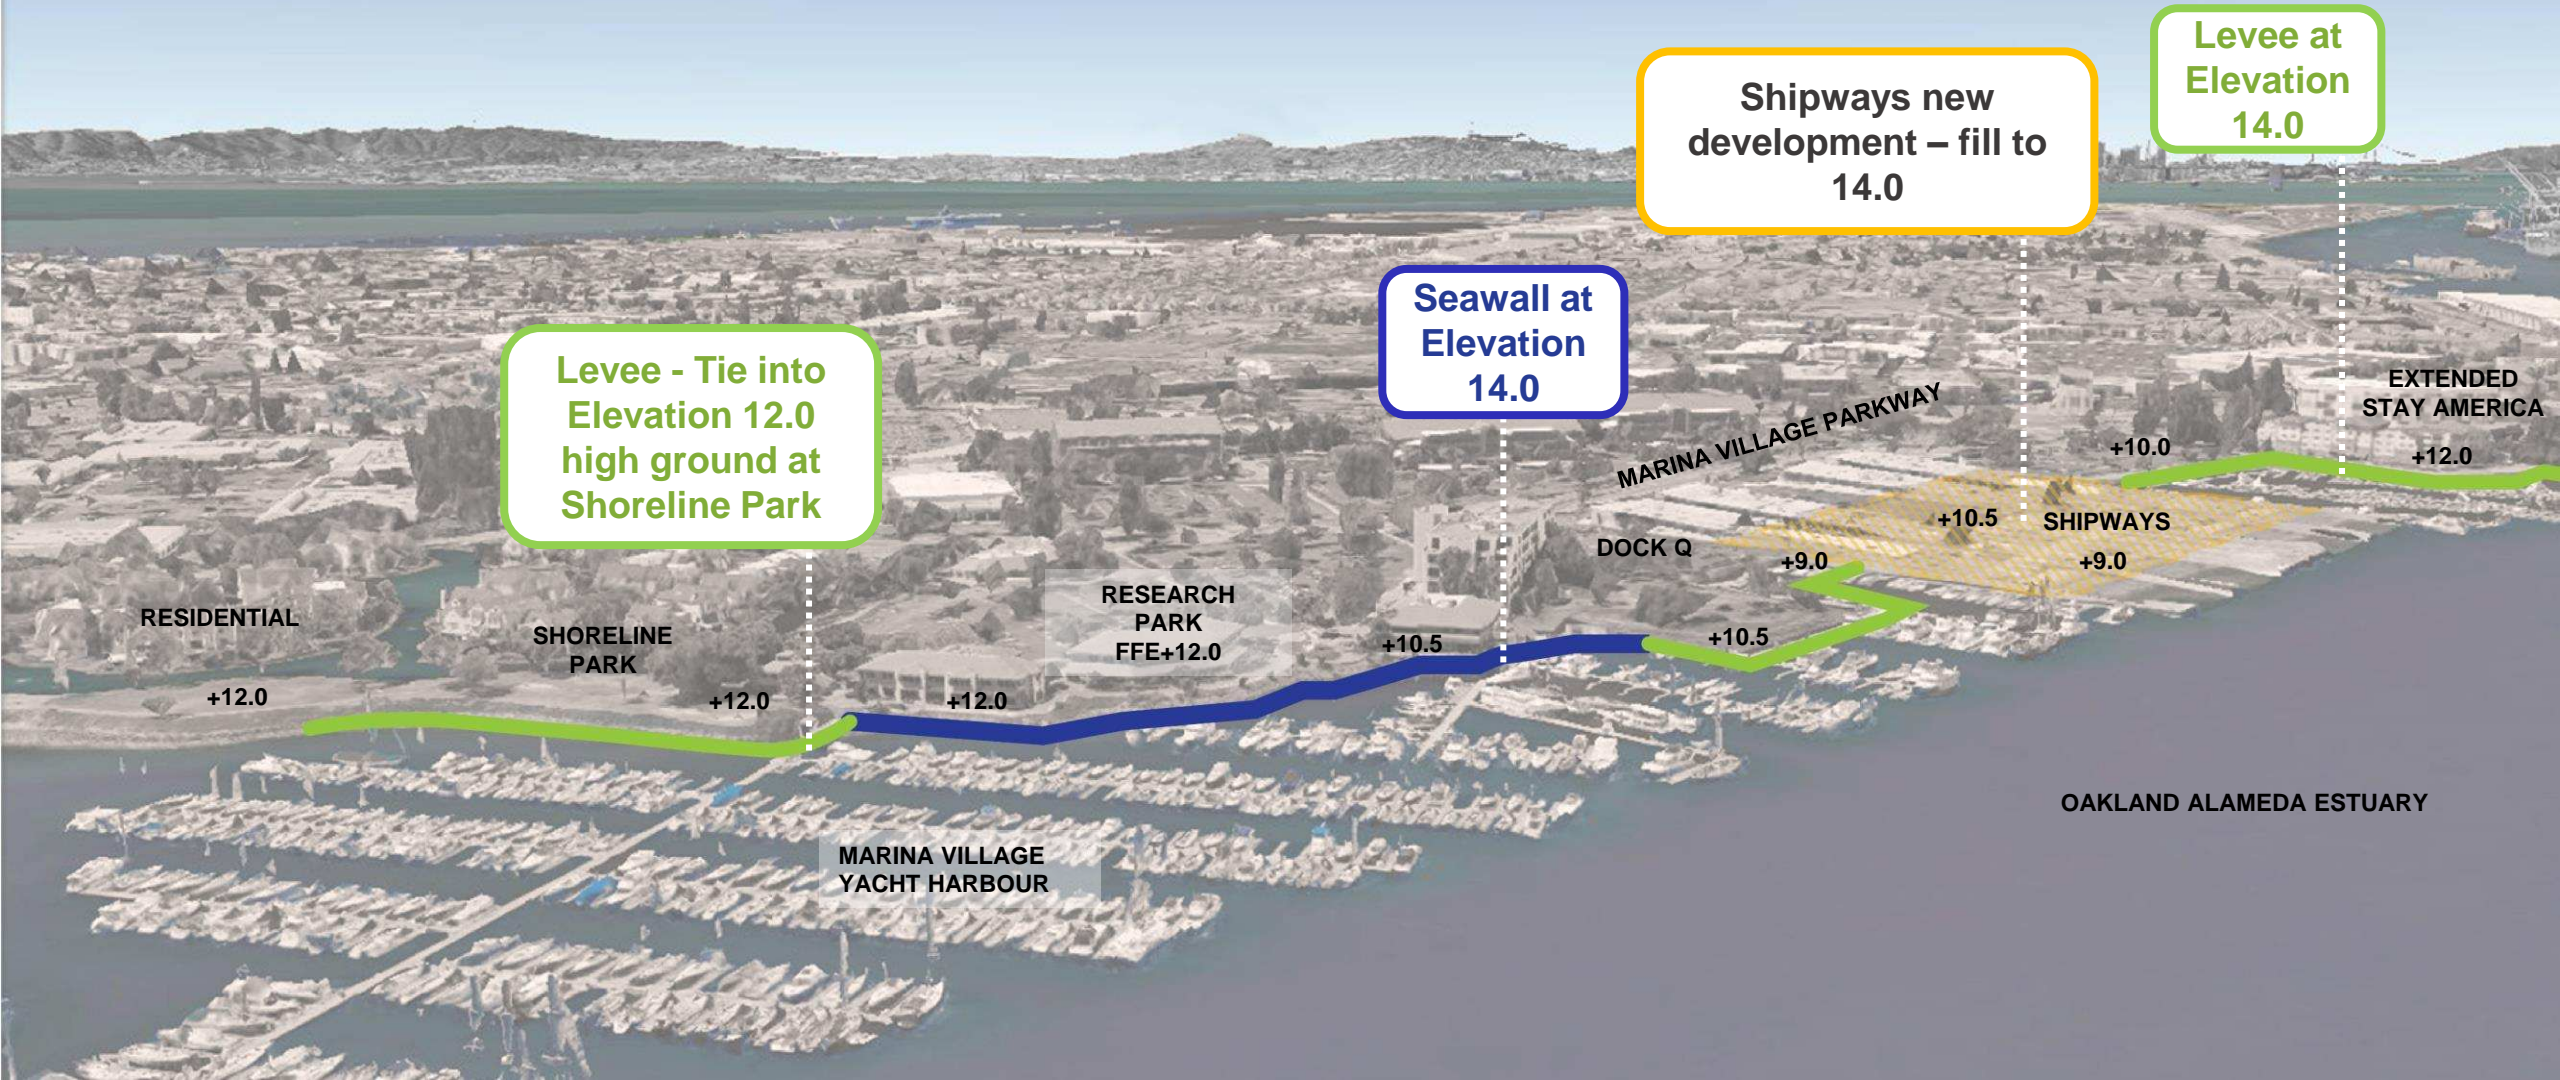 Levee at
Elevation
14.0
Shipways new
development – fill to
14.0
Seawall at
Elevation
14.0
Levee - Tie into
Elevation 12.0
high ground at
Shoreline Park
MARINA VILLAGE PARKWAY
EXTENDED
STAY AMERICA
+10.0
+12.0
+10.5
SHIPWAYS
DOCK Q
+9.0
+9.0
RESIDENTIAL
SHORELINE
PARK
RESEARCH
PARK
FFE+12.0
+10.5
+10.5
+12.0
+12.0
+12.0
OAKLAND ALAMEDA ESTUARY
MARINA VILLAGE
YACHT HARBOUR